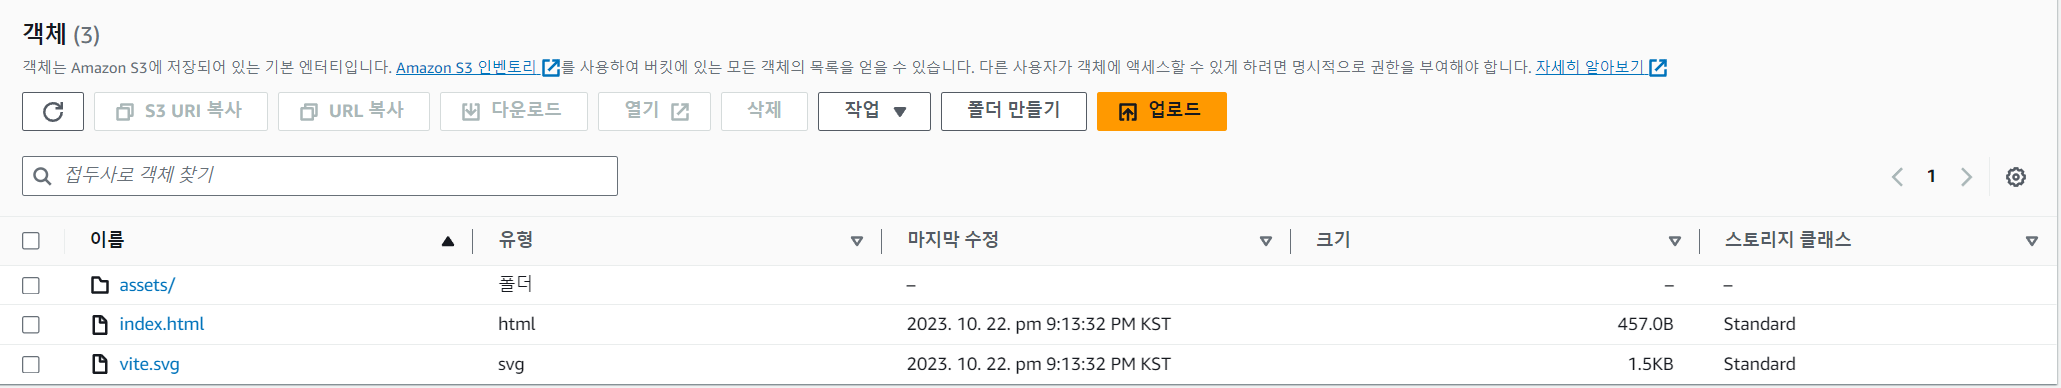 객체 (3)
객체는 Amazon S3에 저장되어 있는 기본 엔터티입니다. Amazon S3 인벤토리를 사용하여 버킷에 있는 모든 객체의 목록을 얻을 수 있습니다. 다른 사용자가 객체에 액세스할 수 있게 하려면 명시적으로 권한을 부여해야 합니다. 자세히 알아보기
S3 URI 복사 URL 복사 다운로드 열기 삭제 작업 폴더 만들기 업로드
접두사로 객체 찾기 1
이름 유형 마지막 수정 크기 스토리지 클래스
assets/ 폴더 – – –
index.html html 2023. 10. 22. pm 9:13:32 PM KST 457.0B Standard
vite.svg svg 2023. 10. 22. pm 9:13:32 PM KST 1.5KB Standard